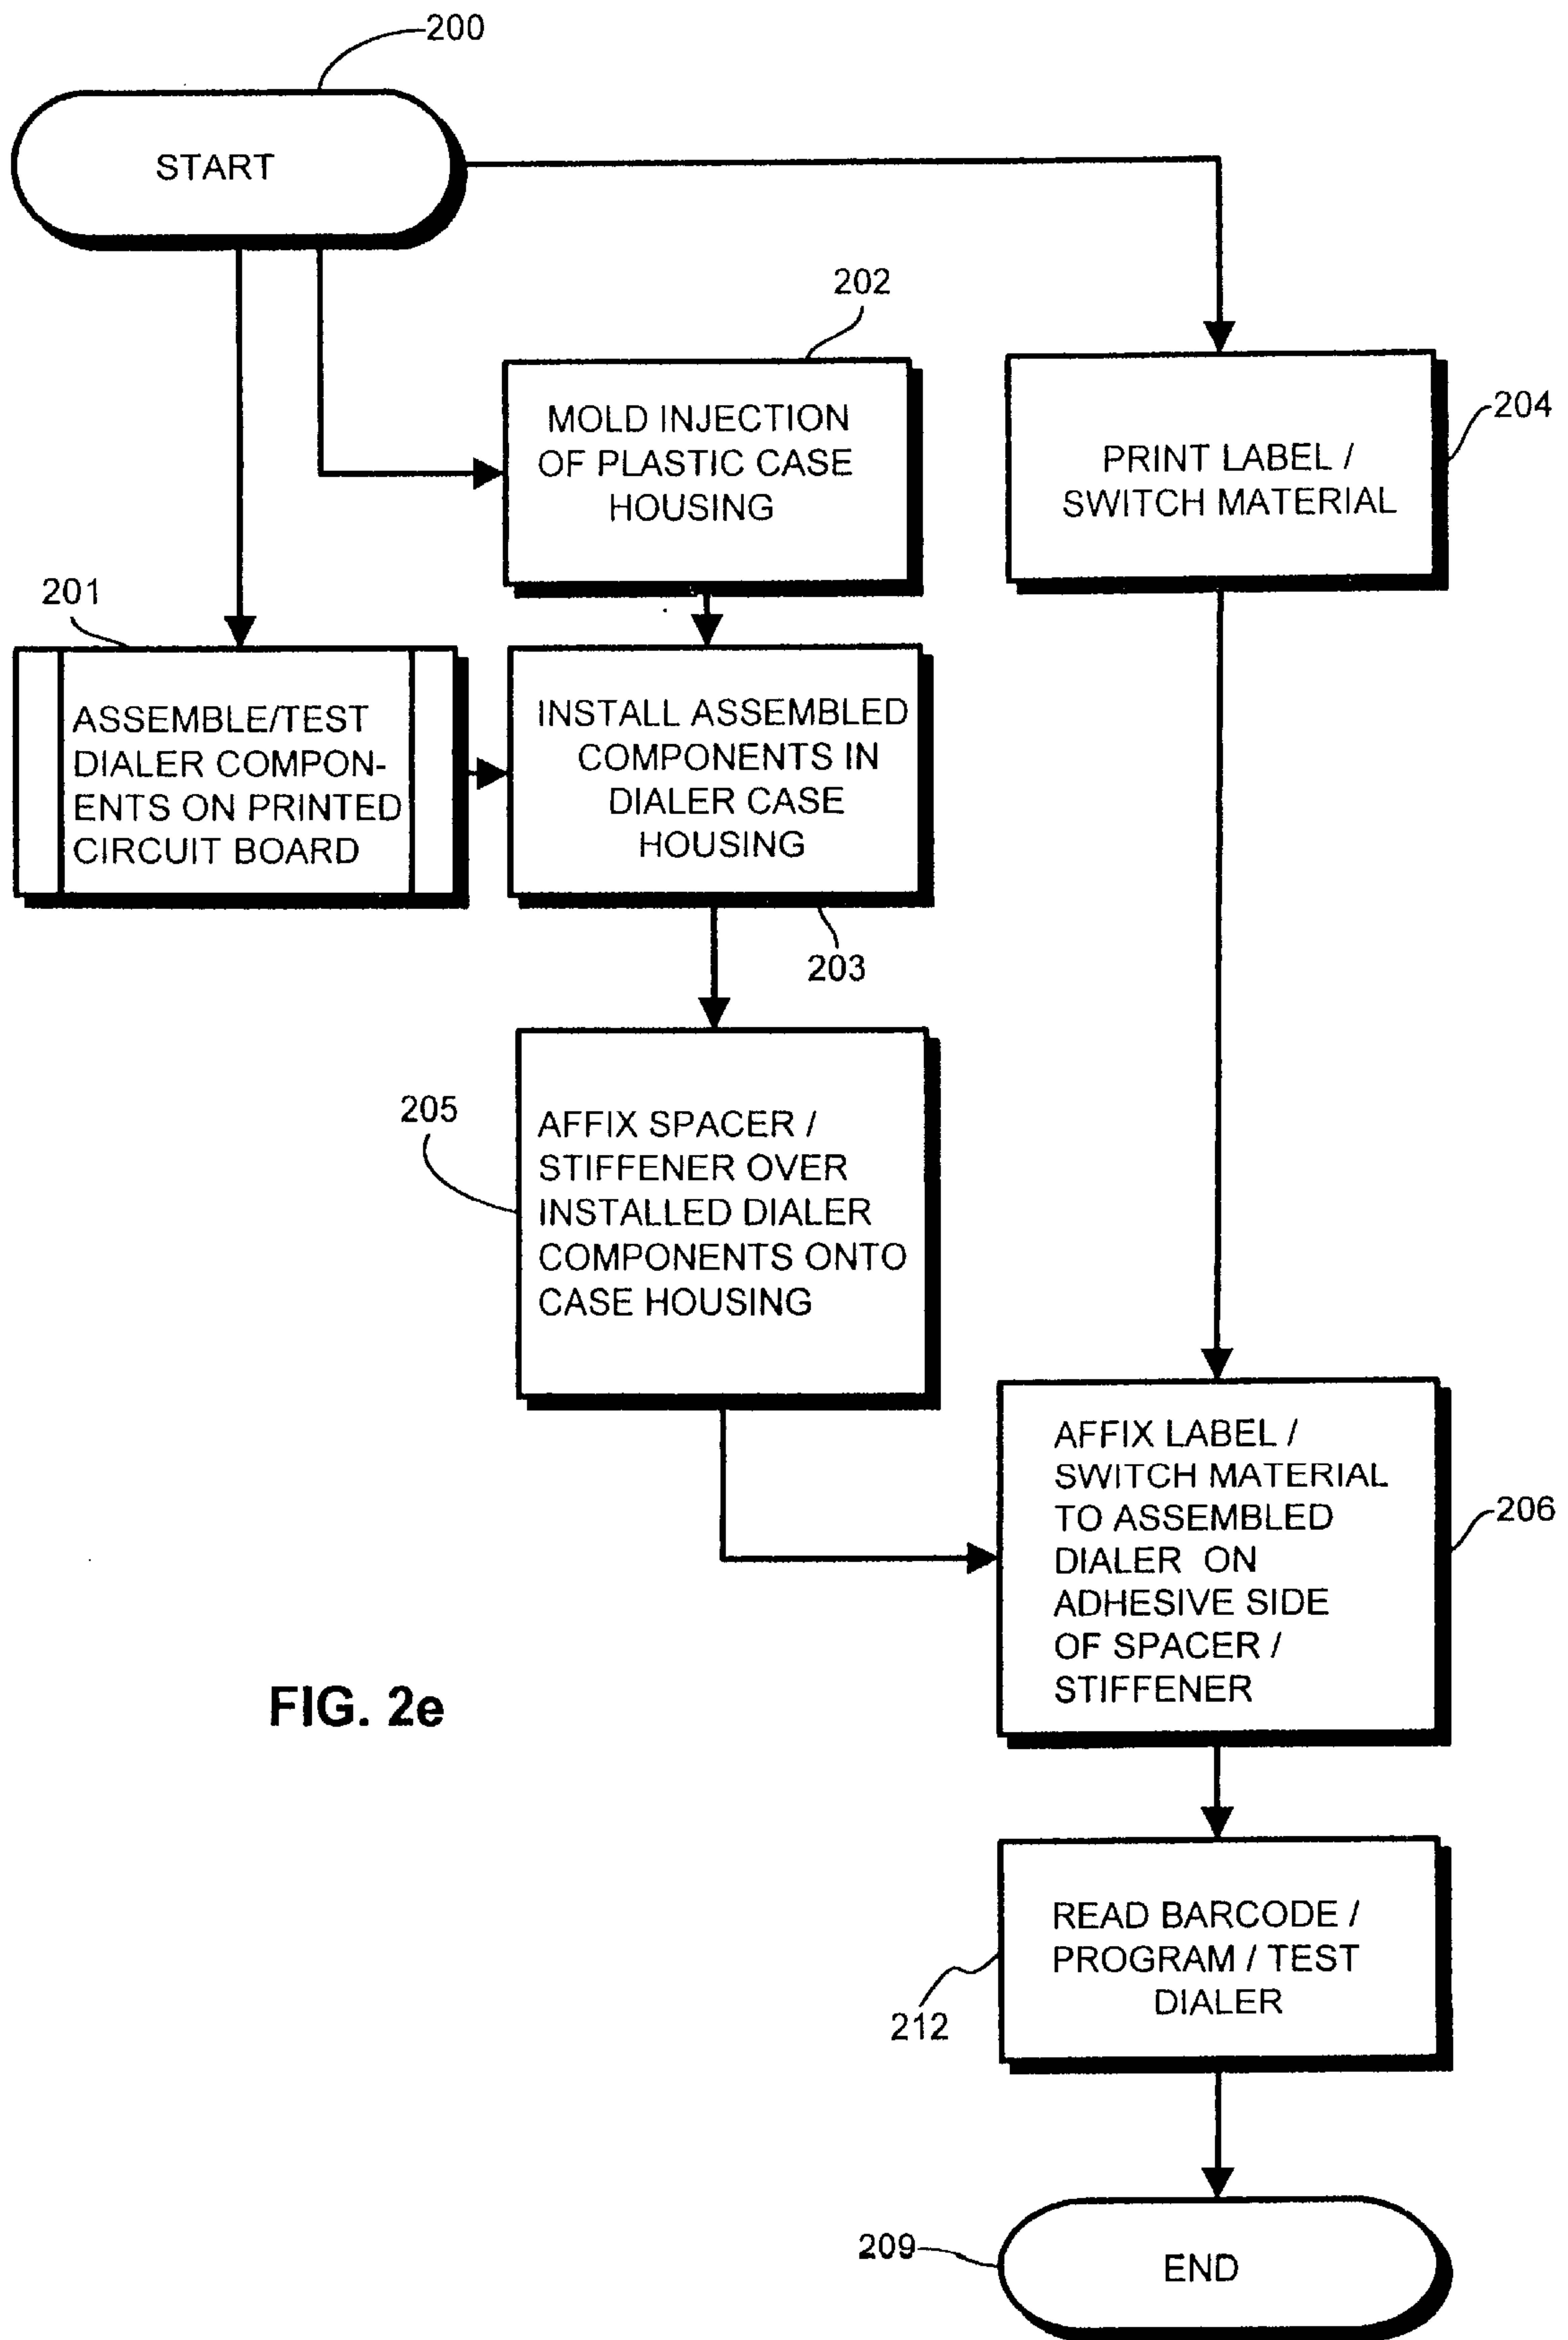 200
START
202
MOLD INJECTION
OF PLASTIC CASE
HOUSING
204
PRINT LABEL /
SWITCH MATERIAL
201
ASSEMBLE/TEST
DIALER COMPON-
ENTS ON PRINTED
CIRCUIT BOARD
INSTALL ASSEMBLED
COMPONENTS IN
DIALER CASE
HOUSING
203
205
AFFIX SPACER /
STIFFENER OVER
INSTALLED DIALER
COMPONENTS ONTO
CASE HOUSING
AFFIX LABEL /
SWITCH MATERIAL
TO ASSEMBLED
DIALER ON
ADHESIVE SIDE
OF SPACER /
STIFFENER
206
FIG. 2e
READ BARCODE /
PROGRAM / TEST
DIALER
212
209
END